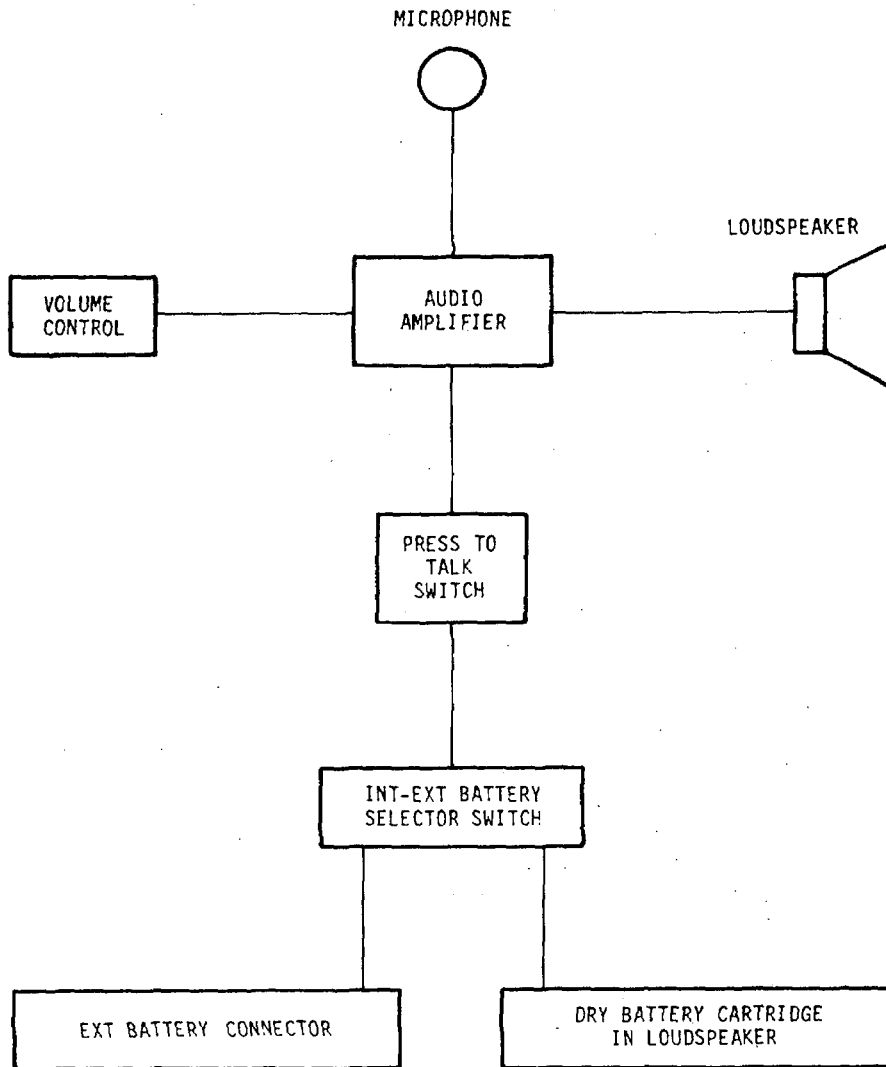 MICROPHONE
LOUDSPEAKER
VOLUME
CONTROL
AUDIO
AMPLIFIER
PRESS TO
TALK
SWITCH
INT-EXT BATTERY
SELECTOR SWITCH
EXT BATTERY CONNECTOR
DRY BATTERY CARTRIDGE
IN LOUDSPEAKER